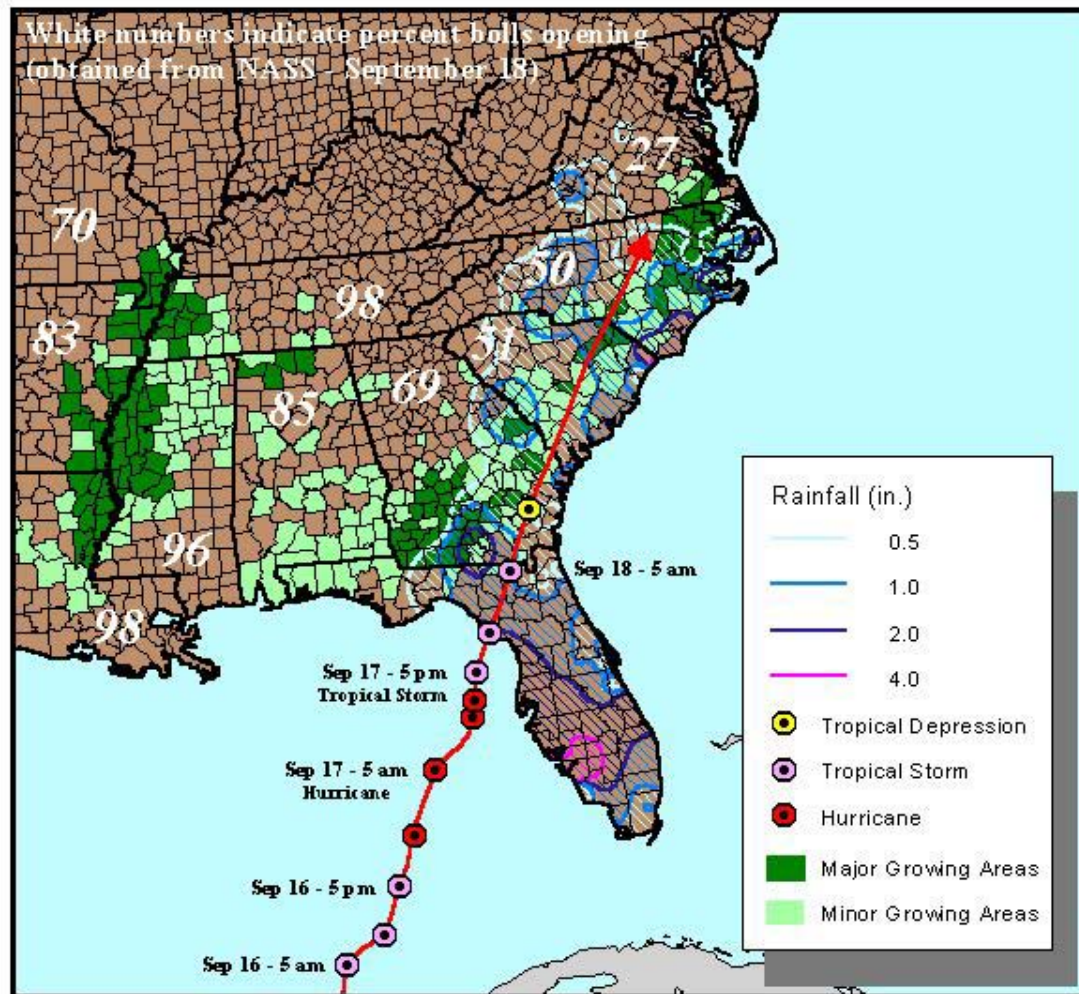 White numbers indicate percent bolls opening
(obtained from NASS - September 18)
27
70
50
98
83
51
69
85
96
98
Sep 18 - 5 am
Sep 17 - 5 pm
Tropical Storm
Sep 17 - 5 am
Hurricane
Sep 16 - 5 pm
Sep 16 - 5 am
Rainfall (in.)
0.5
1.0
2.0
4.0
Tropical Depression
Tropical Storm
Hurricane
Major Growing Areas
Minor Growing Areas